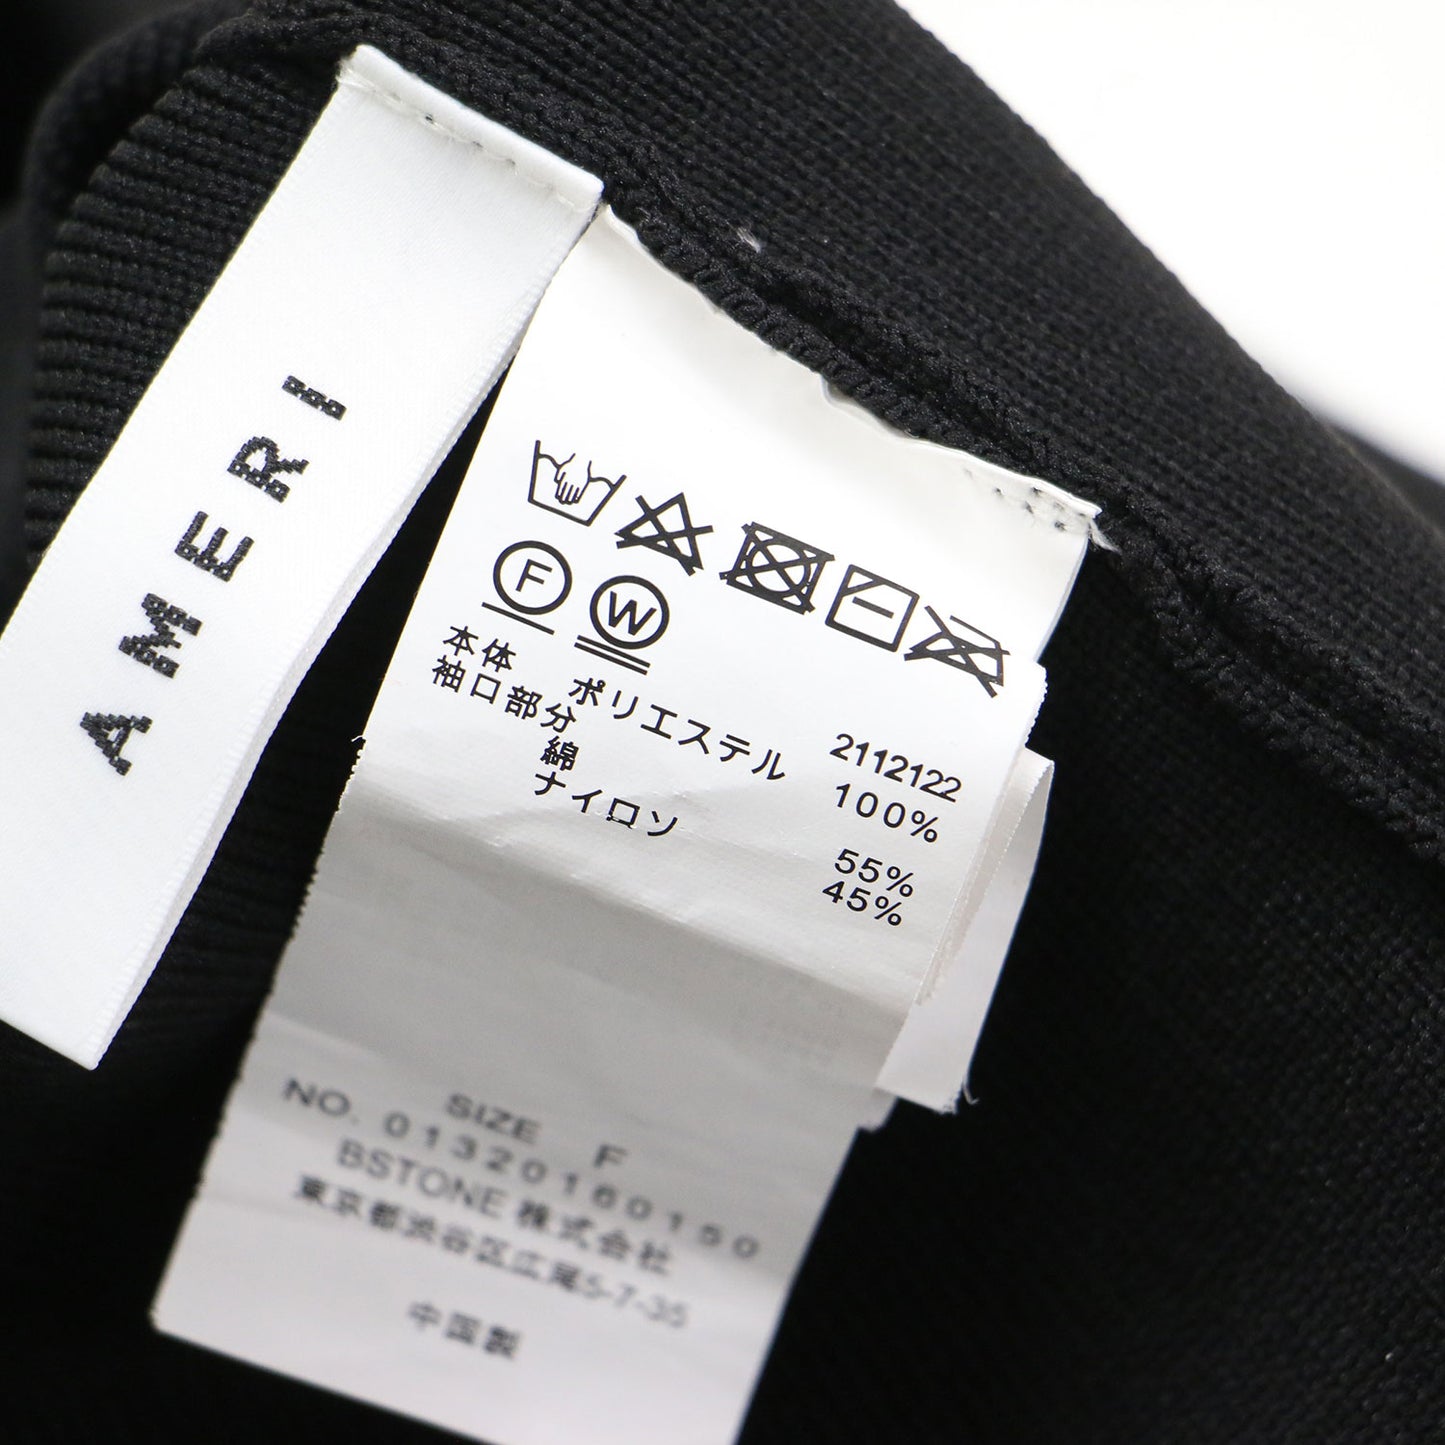 AMERI
F W
2112122
本体 ポリエステル 100%
袖口部分
綿 55%
ナイロン 45%
SIZE F
NO. 01320160150
BSTONE 株式会社
東京都渋谷区広尾5-7-35
中国製